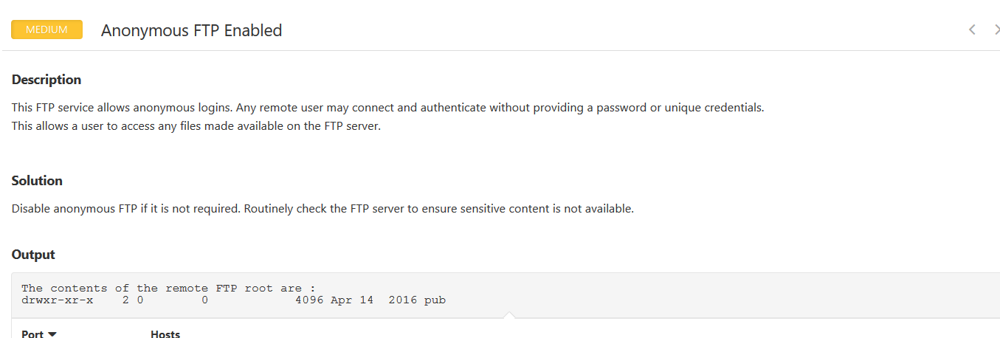 MEDIUM Anonymous FTP Enabled
Description
This FTP service allows anonymous logins. Any remote user may connect and authenticate without providing a password or unique credentials.
This allows a user to access any files made available on the FTP server.
Solution
Disable anonymous FTP if it is not required. Routinely check the FTP server to ensure sensitive content is not available.
Output
The contents of the remote FTP root are :
drwxr-xr-x    2 0        0            4096 Apr 14  2016 pub
Port Hosts